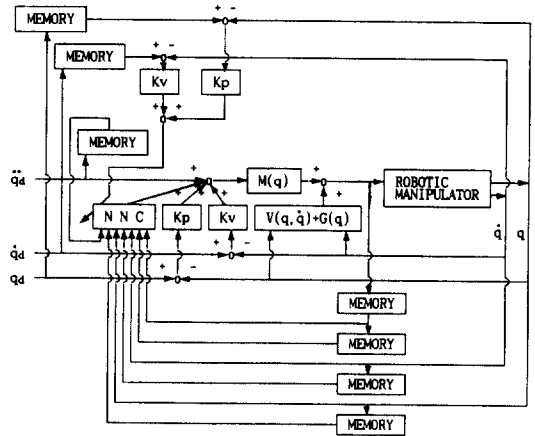 MEMORY
+ -
MEMORY
+ -
Kv
Kp
+ +
MEMORY
q̈d
+
+ + +
M(q)
+
+
ROBOTIC
MANIPULATOR
N N C
Kp
Kv
V(q,q̇)+G(q)
q̇ q
q̇d
+ -
qd
+ -
MEMORY
MEMORY
MEMORY
MEMORY